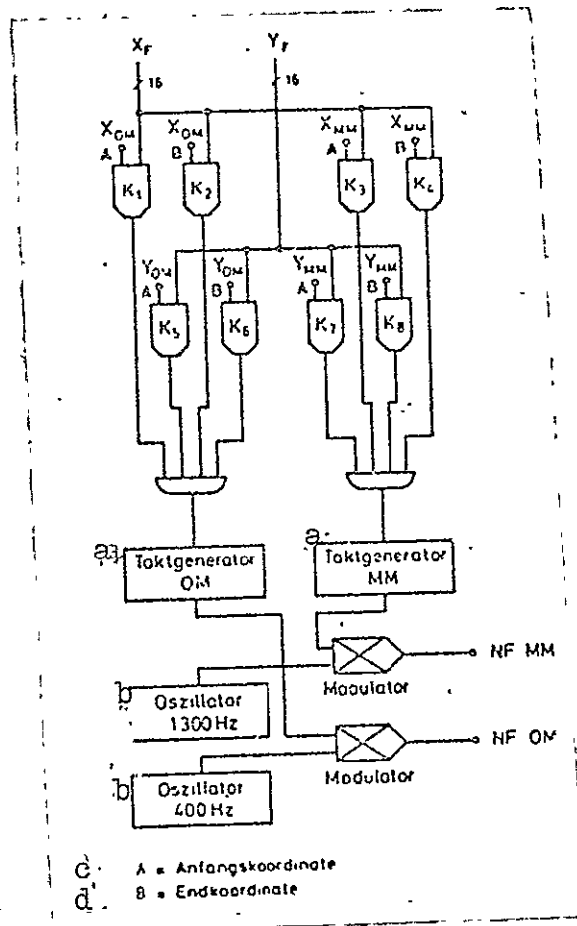 X_F Y_F
16 16
X_OM X_OM X_MM X_MM
A B A B
K1 K2 K3 K4
Y_OM Y_OM Y_MM Y_MM
A B A B
K5 K6 K7 K8
a a
Taktgenerator OM
Taktgenerator MM
NF MM
Modulator
b Oszillator
1300 Hz
NF OM
Modulator
b Oszillator
400 Hz
c. A = Anfangskoordinate
d. B = Endkoordinate